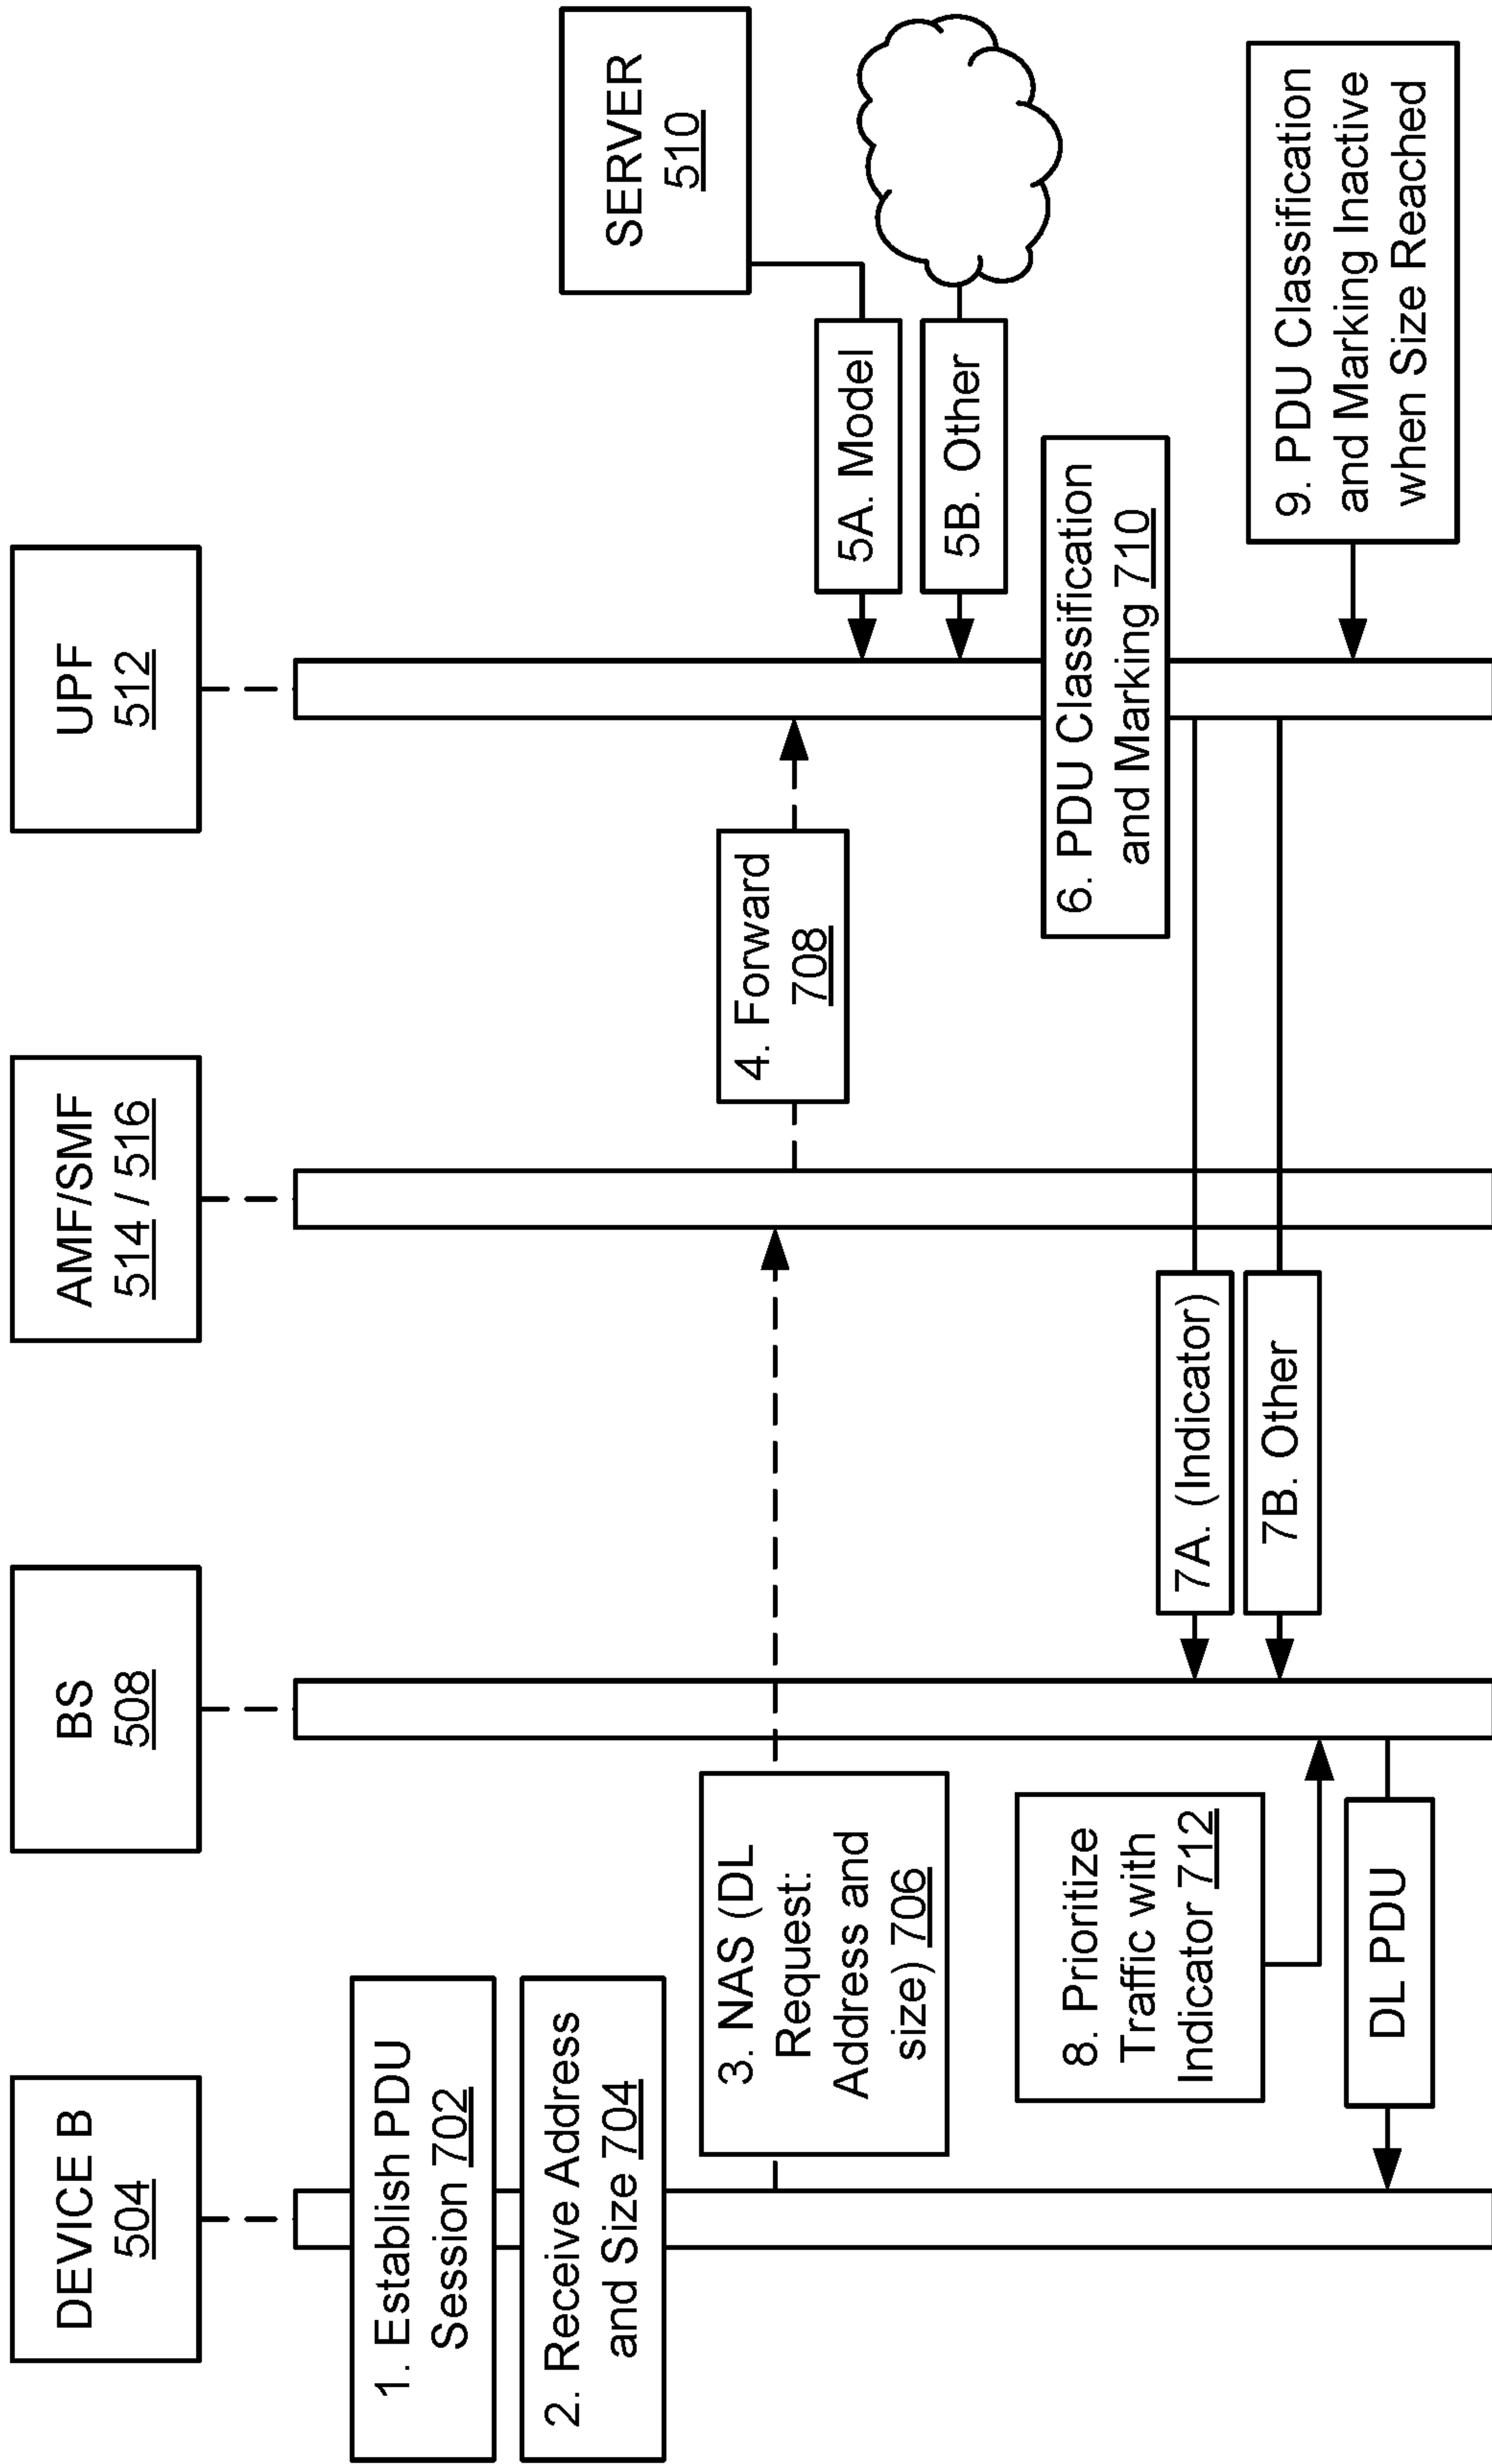 DEVICE B
504
BS
508
AMF/SMF
514 / 516
UPF
512
1. Establish PDU
Session 702
2. Receive Address
and Size 704
3. NAS (DL
Request:
Address and
size) 706
4. Forward
708
SERVER
510
5A. Model
5B. Other
6. PDU Classification
and Marking 710
7A. (Indicator)
7B. Other
8. Prioritize
Traffic with
Indicator 712
DL PDU
9. PDU Classification
and Marking Inactive
when Size Reached